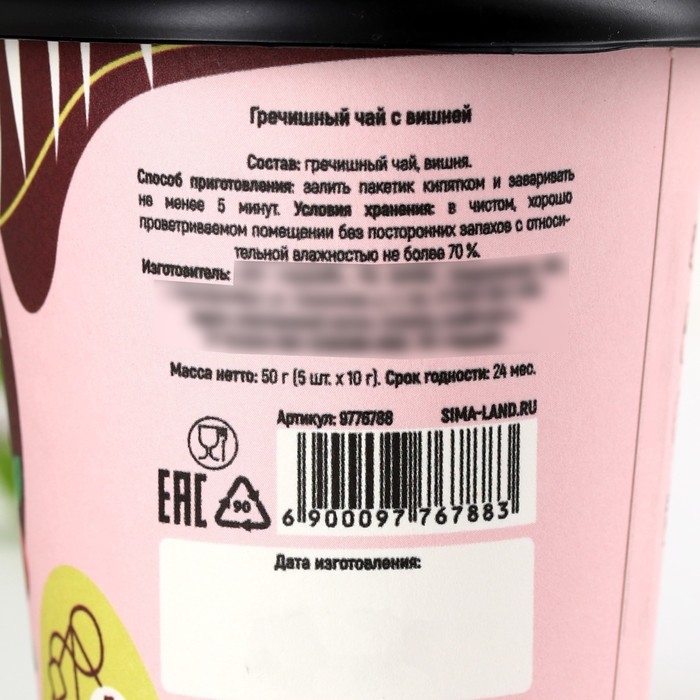 Гречишный чай с вишней
Состав: гречишный чай, вишня.
Способ приготовления: залить пакетик кипятком и заваривать
не менее 5 минут. Условия хранения: в чистом, хорошо
проветриваемом помещении без посторонних запахов с относи-
тельной влажностью не более 70 %.
Изготовитель:
Масса нетто: 50 г (5 шт. х 10 г). Срок годности: 24 мес.
Артикул: 9776788 SIMA-LAND.RU
EAC 90
6 900097 767883
Дата изготовления: